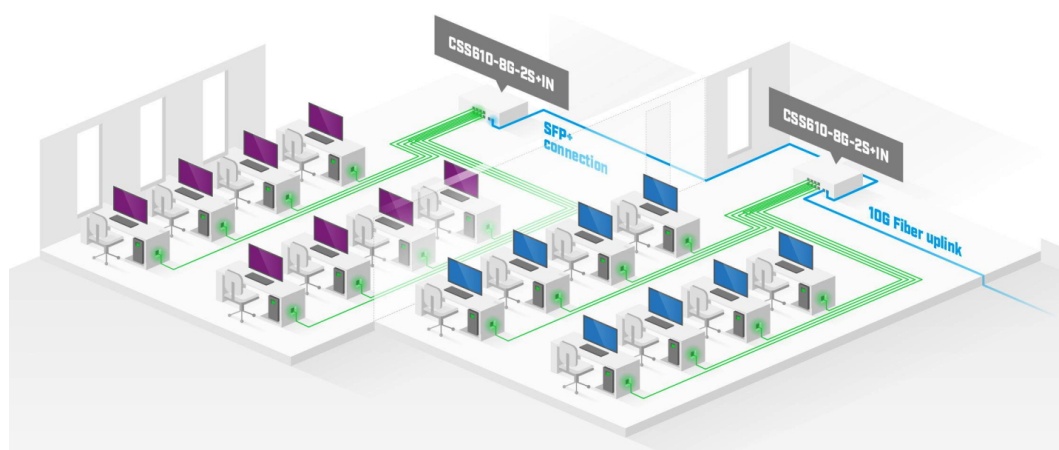 CSS610-8G-2S+IN
SFP+
connection
CSS610-8G-2S+IN
10G Fiber uplink